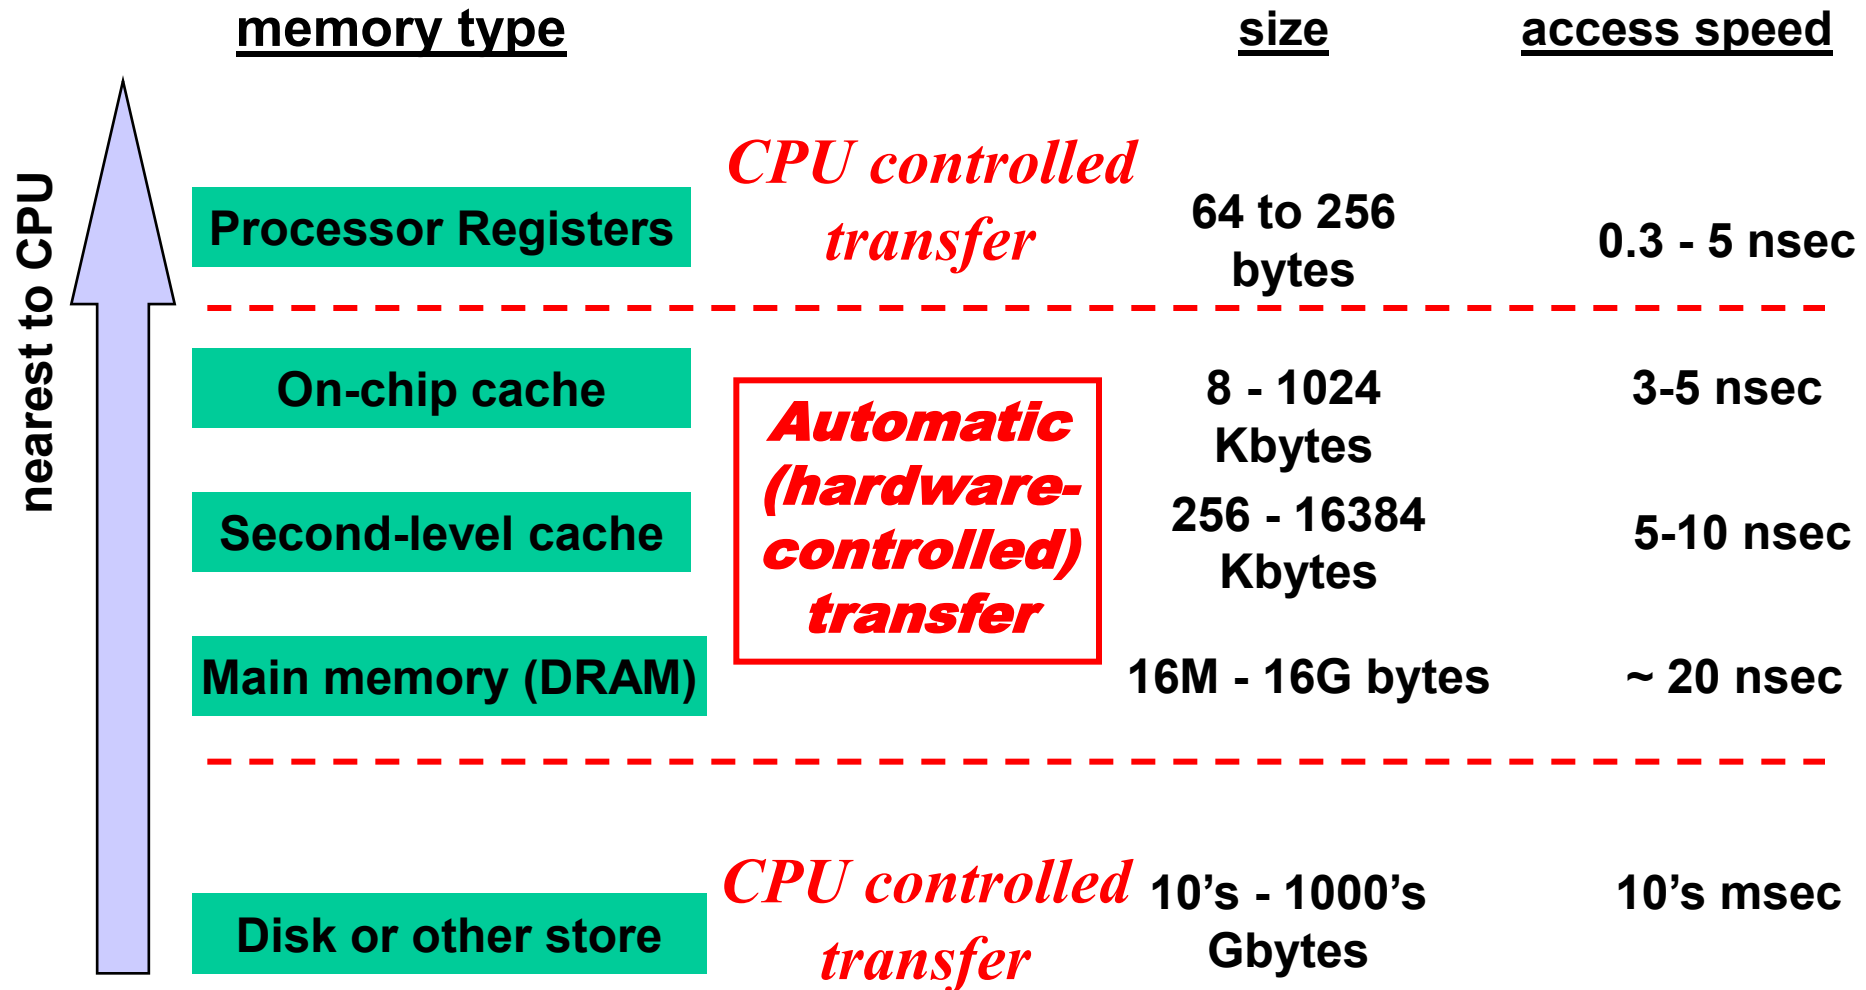 memory type size access speed
nearest to CPU
CPU controlled
transfer
Processor Registers
64 to 256
bytes
0.3 - 5 nsec
On-chip cache
8 - 1024
Kbytes
3-5 nsec
Automatic
(hardware-
controlled)
transfer
Second-level cache
256 - 16384
Kbytes
5-10 nsec
Main memory (DRAM)
16M - 16G bytes
~ 20 nsec
Disk or other store
CPU controlled
transfer
10’s - 1000’s
Gbytes
10’s msec